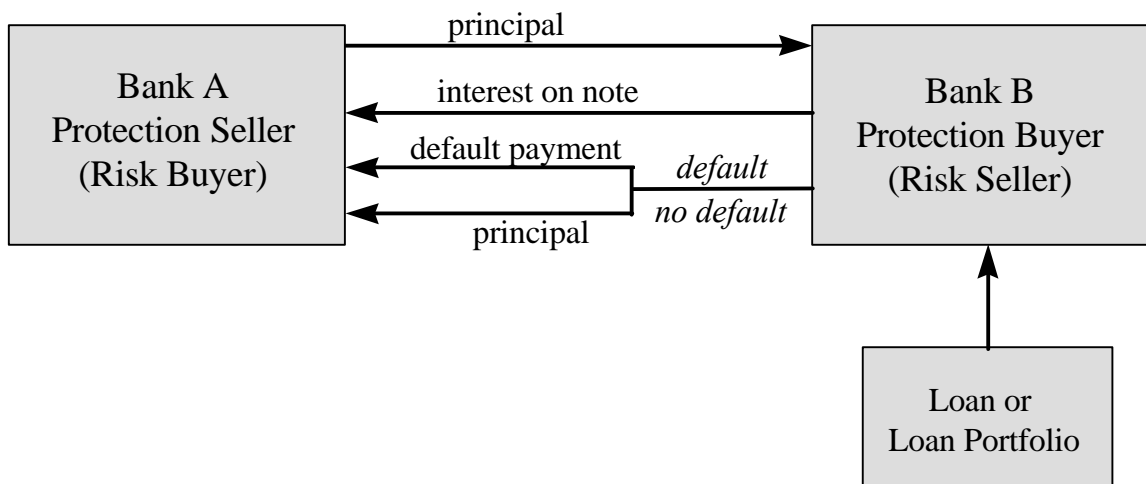 principal
Bank A
Protection Seller
(Risk Buyer)
interest on note
default payment
default
no default
principal
Bank B
Protection Buyer
(Risk Seller)
Loan or
Loan Portfolio